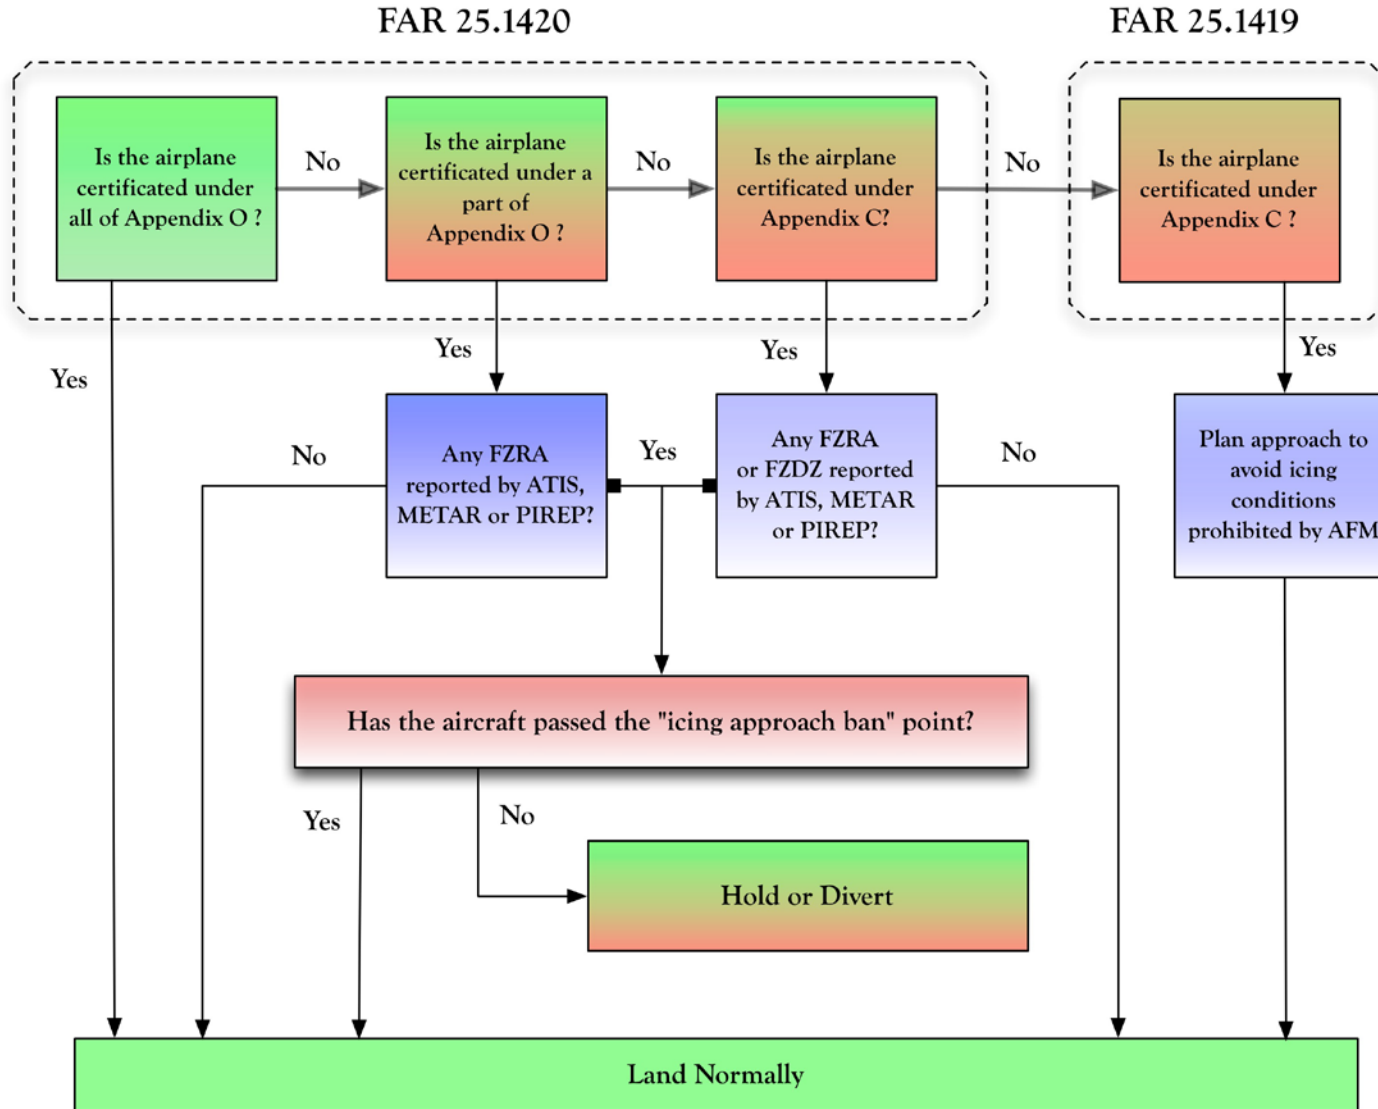 FAR 25.1420
FAR 25.1419
Is the airplane
certificated under
all of Appendix O ?
No
Is the airplane
certificated under a
part of
Appendix O ?
No
Is the airplane
certificated under
Appendix C?
No
Is the airplane
certificated under
Appendix C ?
Yes
Yes
Yes
Yes
No
Any FZRA
reported by ATIS,
METAR or PIREP?
Yes
Any FZRA
or FZDZ reported
by ATIS, METAR
or PIREP?
No
Plan approach to
avoid icing
conditions
prohibited by AFM
Has the aircraft passed the "icing approach ban" point?
Yes
No
Hold or Divert
Land Normally